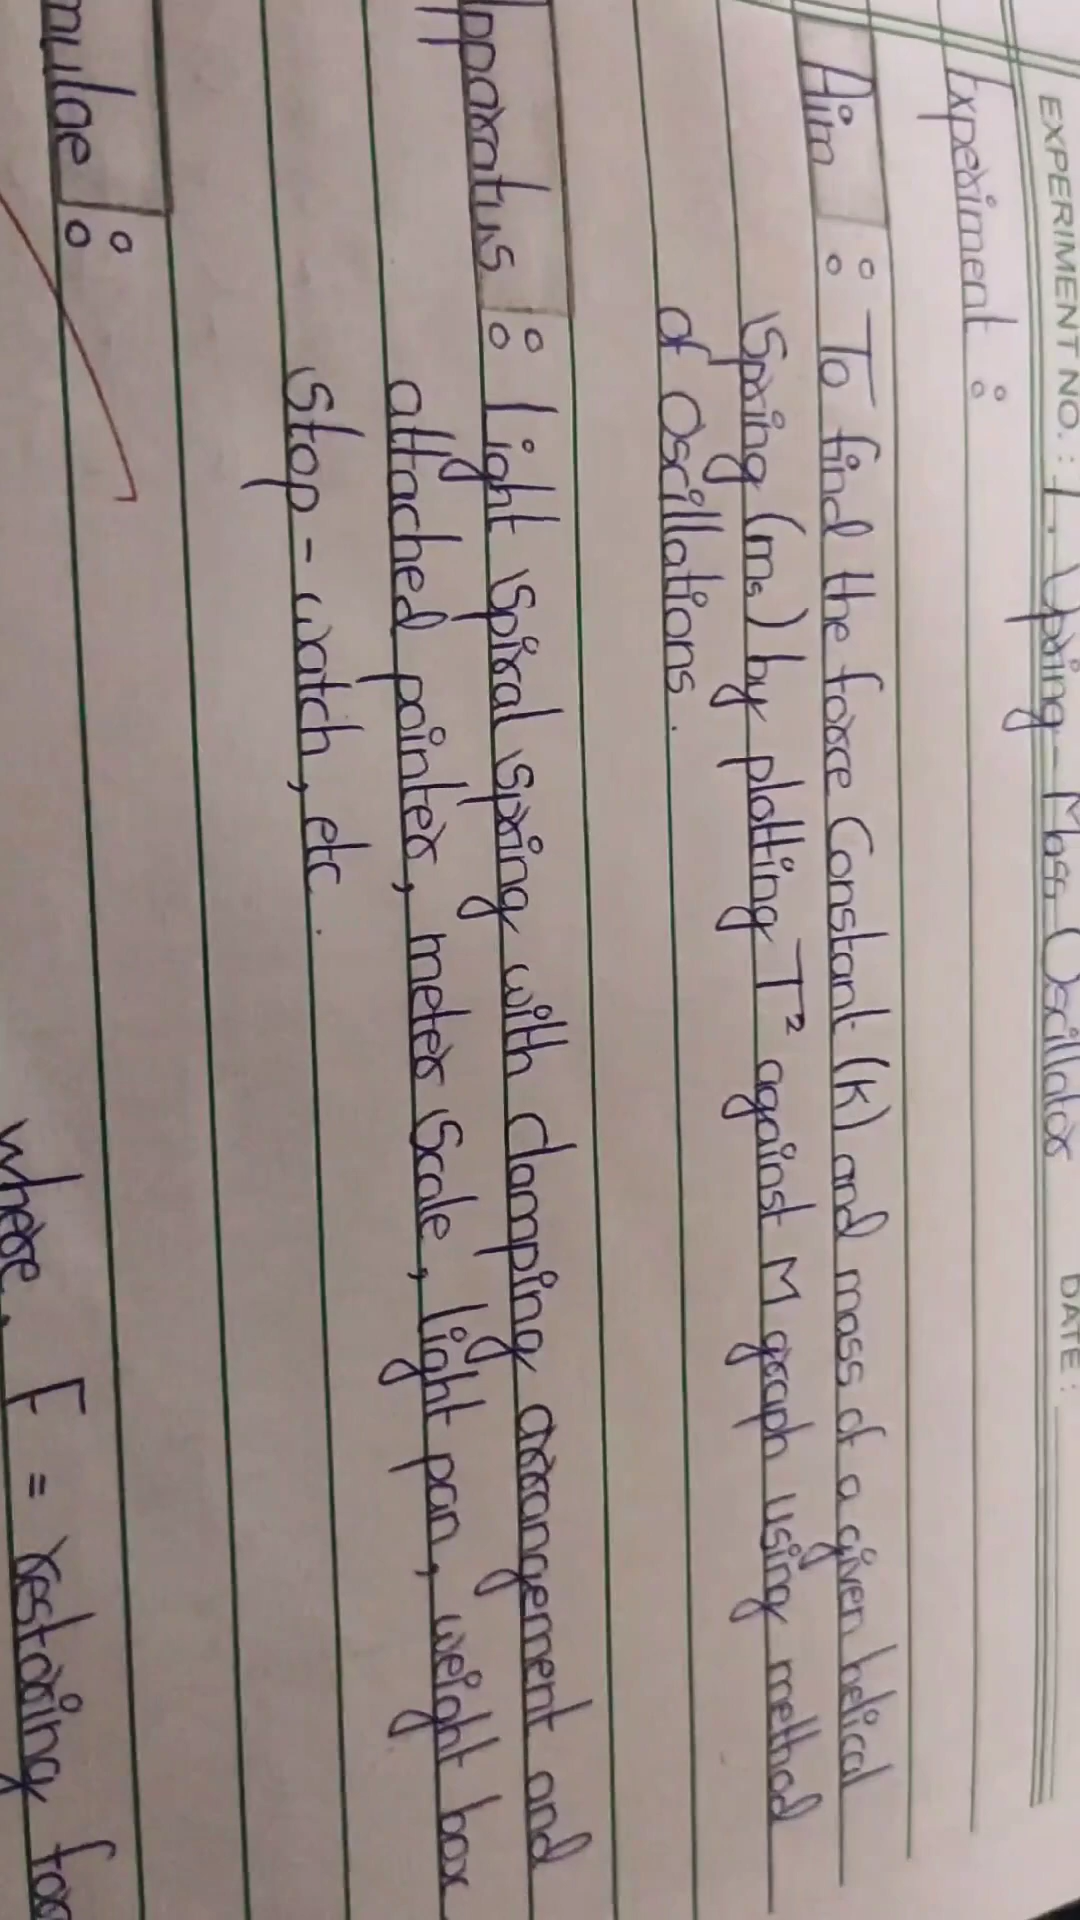 EXPERIMENT NO.: 1. Spring - Mass Oscillator DATE:
Experiment :
Aim : To find the force Constant (K) and mass of a given helical
Spring (ms) by plotting T² against M graph using method
of Oscillations.
pparatus : Light Spiral spring with clamping arrangement and
attached pointer, meter Scale, light pan, weight box
Stop - watch, etc.
mulae :
where, F = restoring for